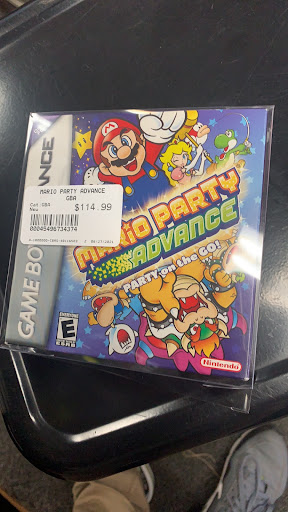 MARIO PARTY ADVANCE
GBA
Cat GBA
New
$114.99
00045496734374
GAME BOY ADVANCE
MARIO PARTY
ADVANCE
PARTY on the GO!
EVERYONE
E
Nintendo